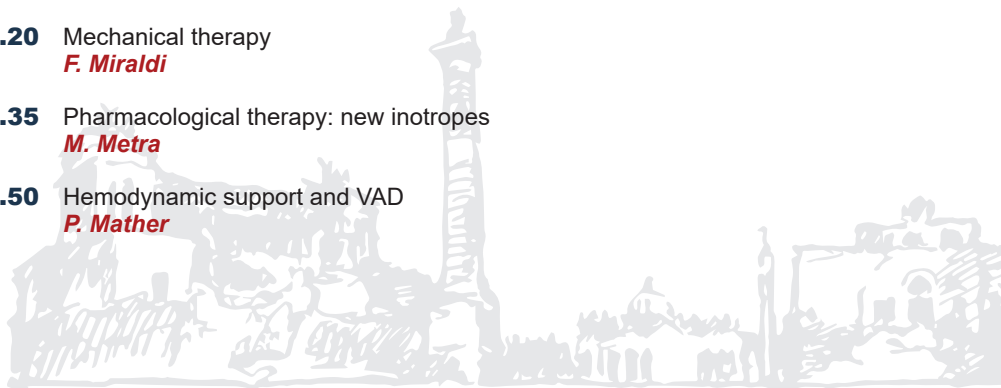 .20 Mechanical therapy
F. Miraldi
.35 Pharmacological therapy: new inotropes
M. Metra
.50 Hemodynamic support and VAD
P. Mather